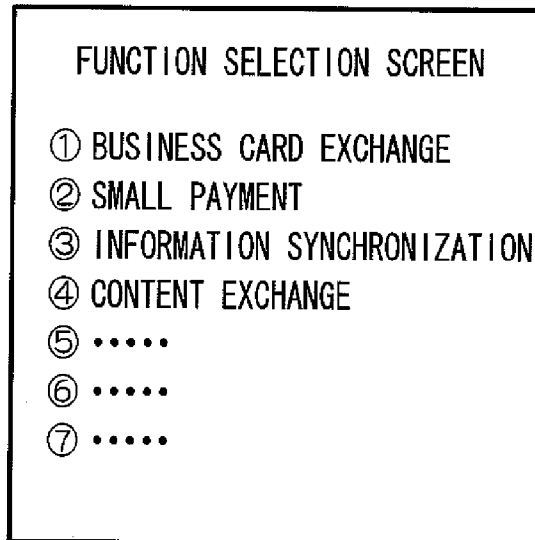 FUNCTION SELECTION SCREEN
① BUSINESS CARD EXCHANGE
② SMALL PAYMENT
③ INFORMATION SYNCHRONIZATION
④ CONTENT EXCHANGE
⑤ •••••
⑥ •••••
⑦ •••••